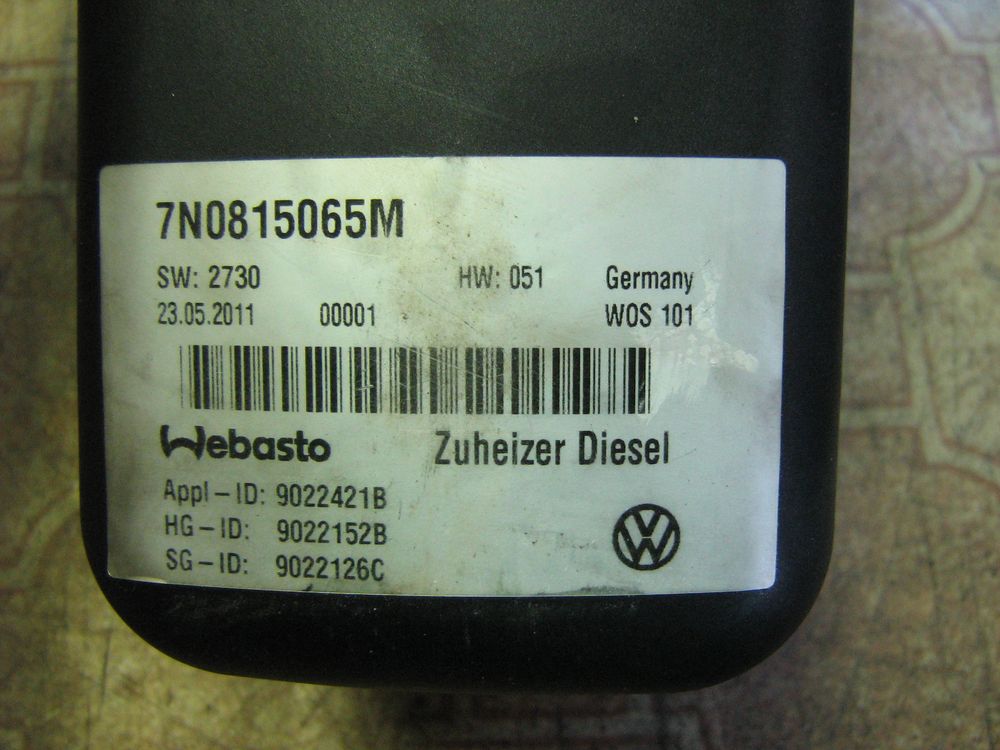 7N0815065M
SW: 2730 HW: 051 Germany
23.05.2011 00001 WOS 101
Webasto Zuheizer Diesel
Appl-ID: 9022421B
HG-ID: 9022152B
SG-ID: 9022126C